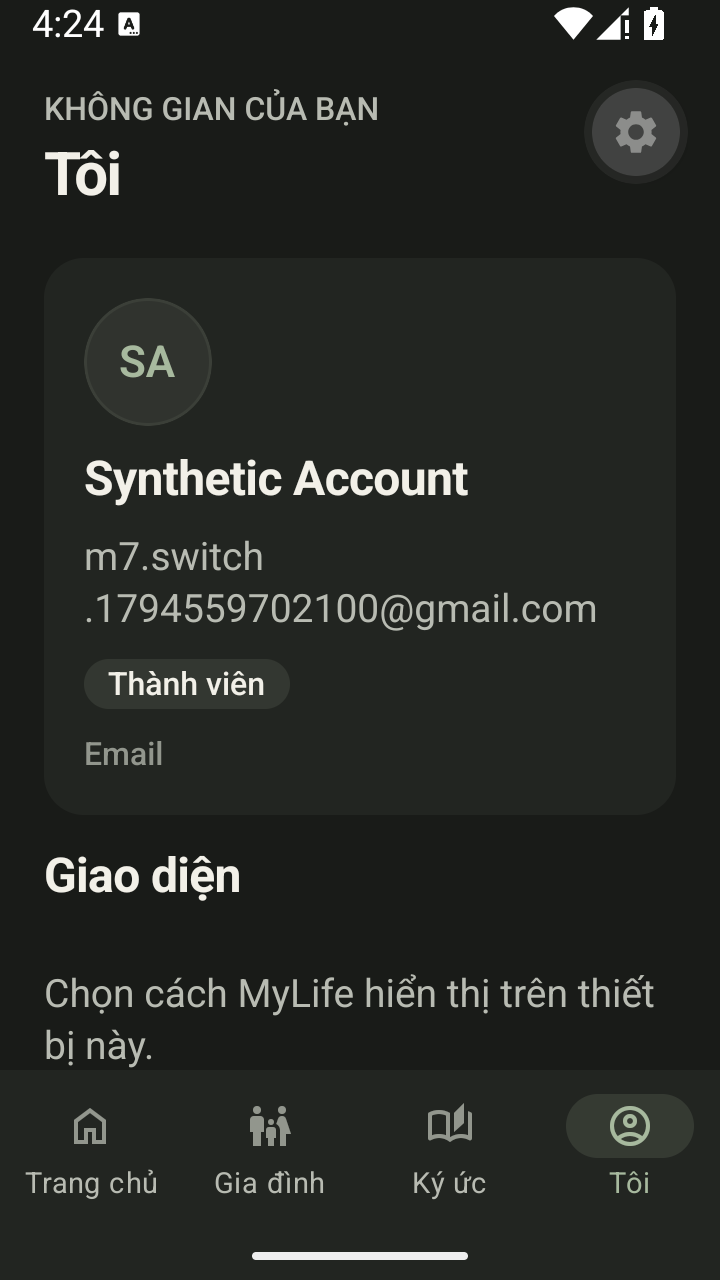 4:24
KHÔNG GIAN CỦA BẠN
Tôi
SA
Synthetic Account
m7.switch
.1794559702100@gmail.com
Thành viên
Email
Giao diện
Chọn cách MyLife hiển thị trên thiết
bị này.
Trang chủ
Gia đình
Ký ức
Tôi